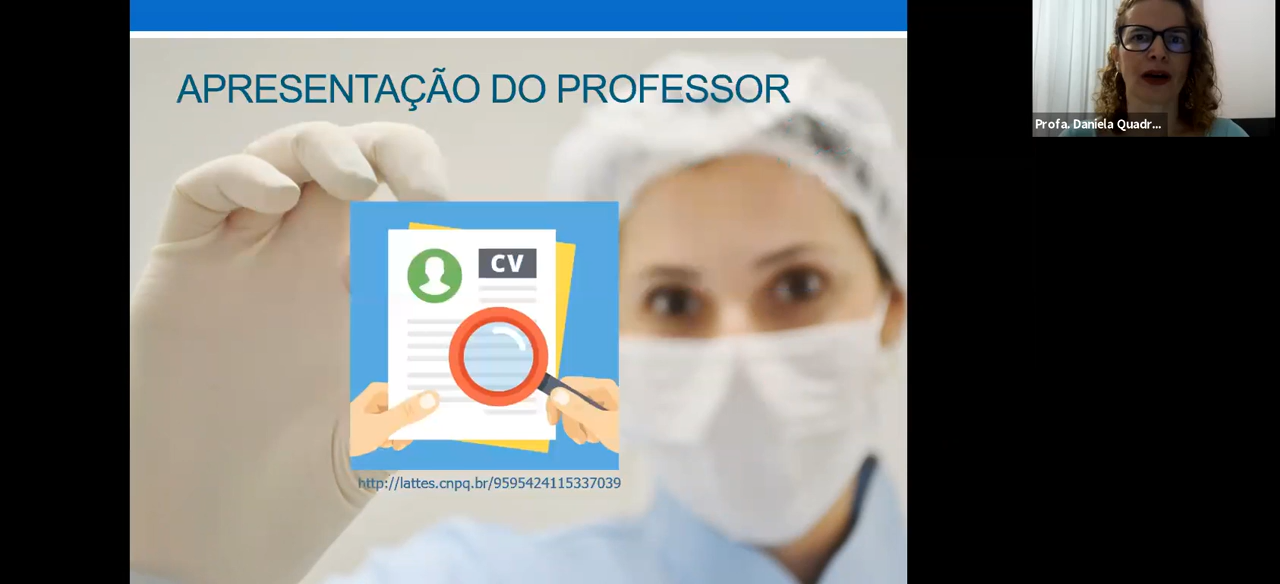 APRESENTAÇÃO DO PROFESSOR
Profa. Daniela Quadr...
CV
http://lattes.cnpq.br/9595424115337039